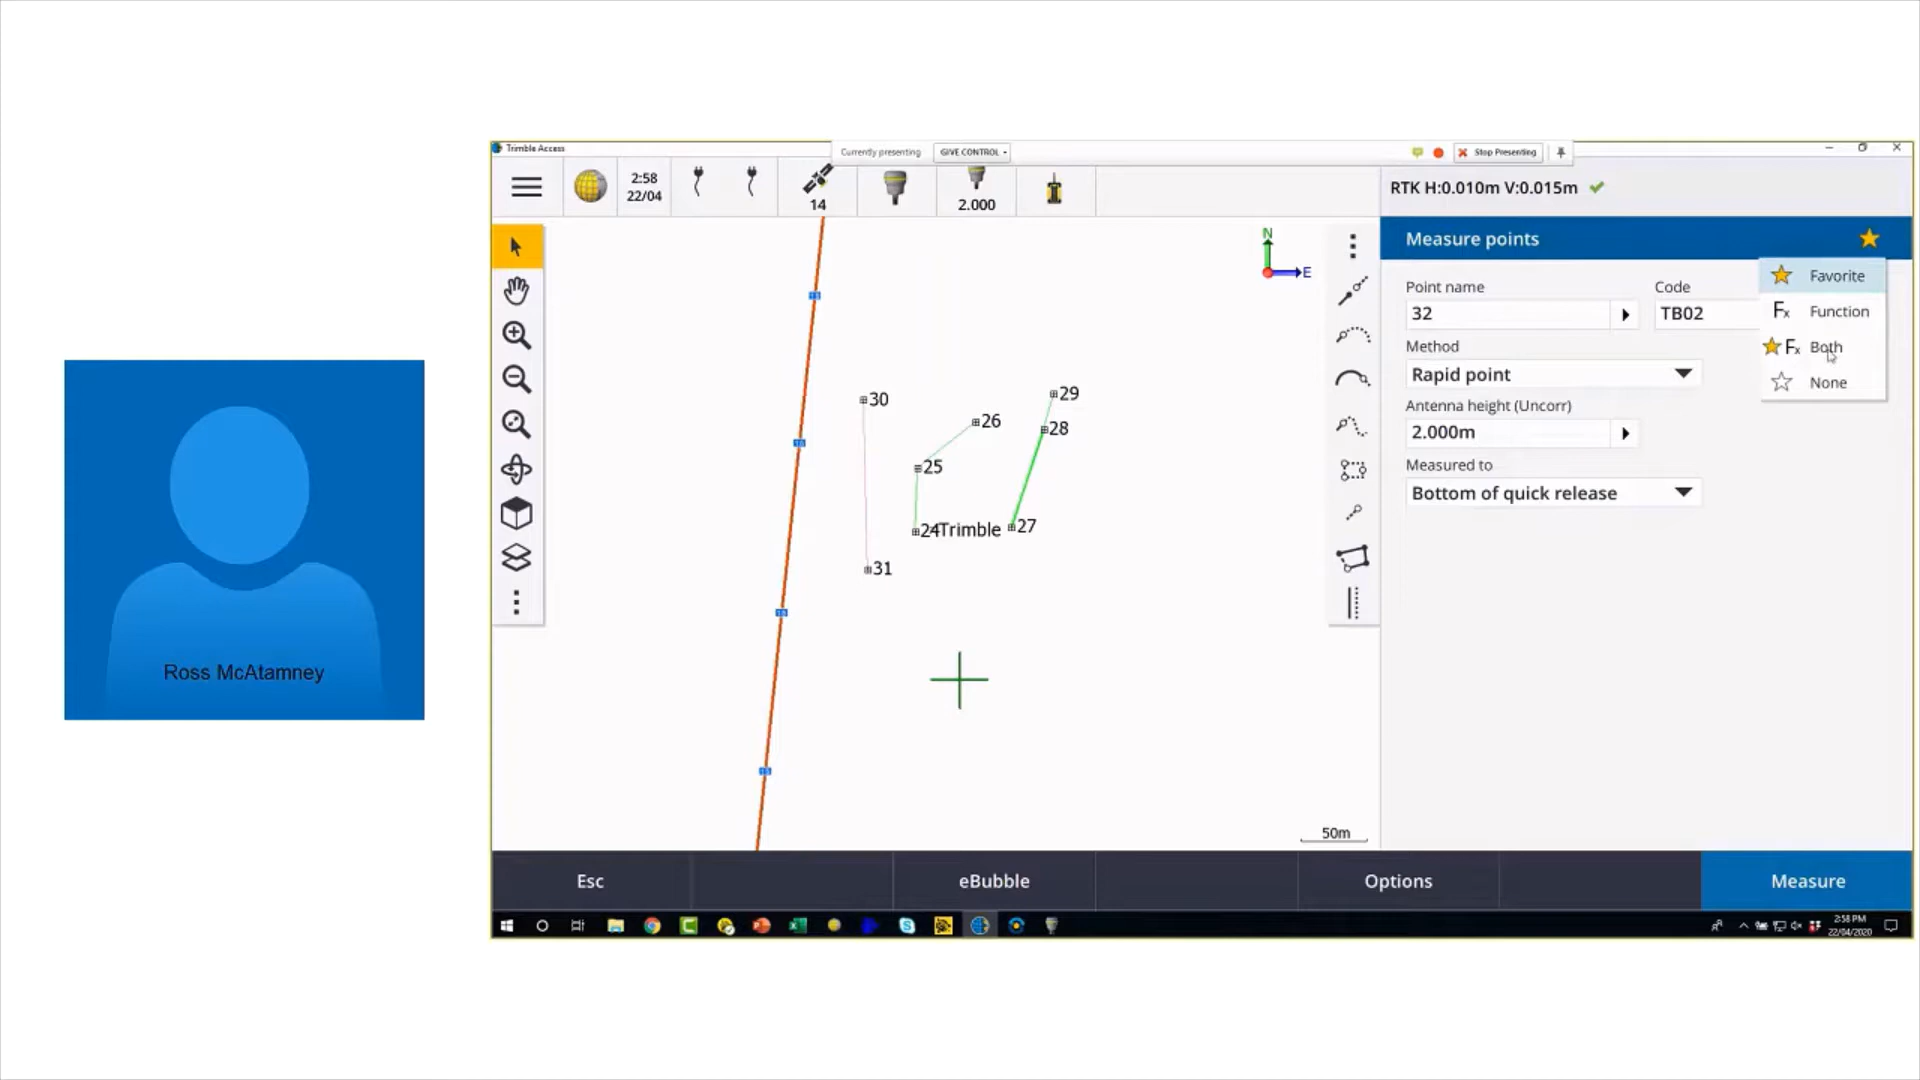 Trimble Access
Currently presenting
GIVE CONTROL
Stop Presenting
2:58
22/04
14
2.000
RTK H:0.010m V:0.015m
Measure points
Point name
32
Code
TB02
Method
Rapid point
Antenna height (Uncorr)
2.000m
Measured to
Bottom of quick release
Favorite
Fx Function
Fx Both
None
N
E
30
29
26
28
25
24Trimble
27
31
50m
Ross McAtamney
Esc
eBubble
Options
Measure
2:58 PM
22/04/2020